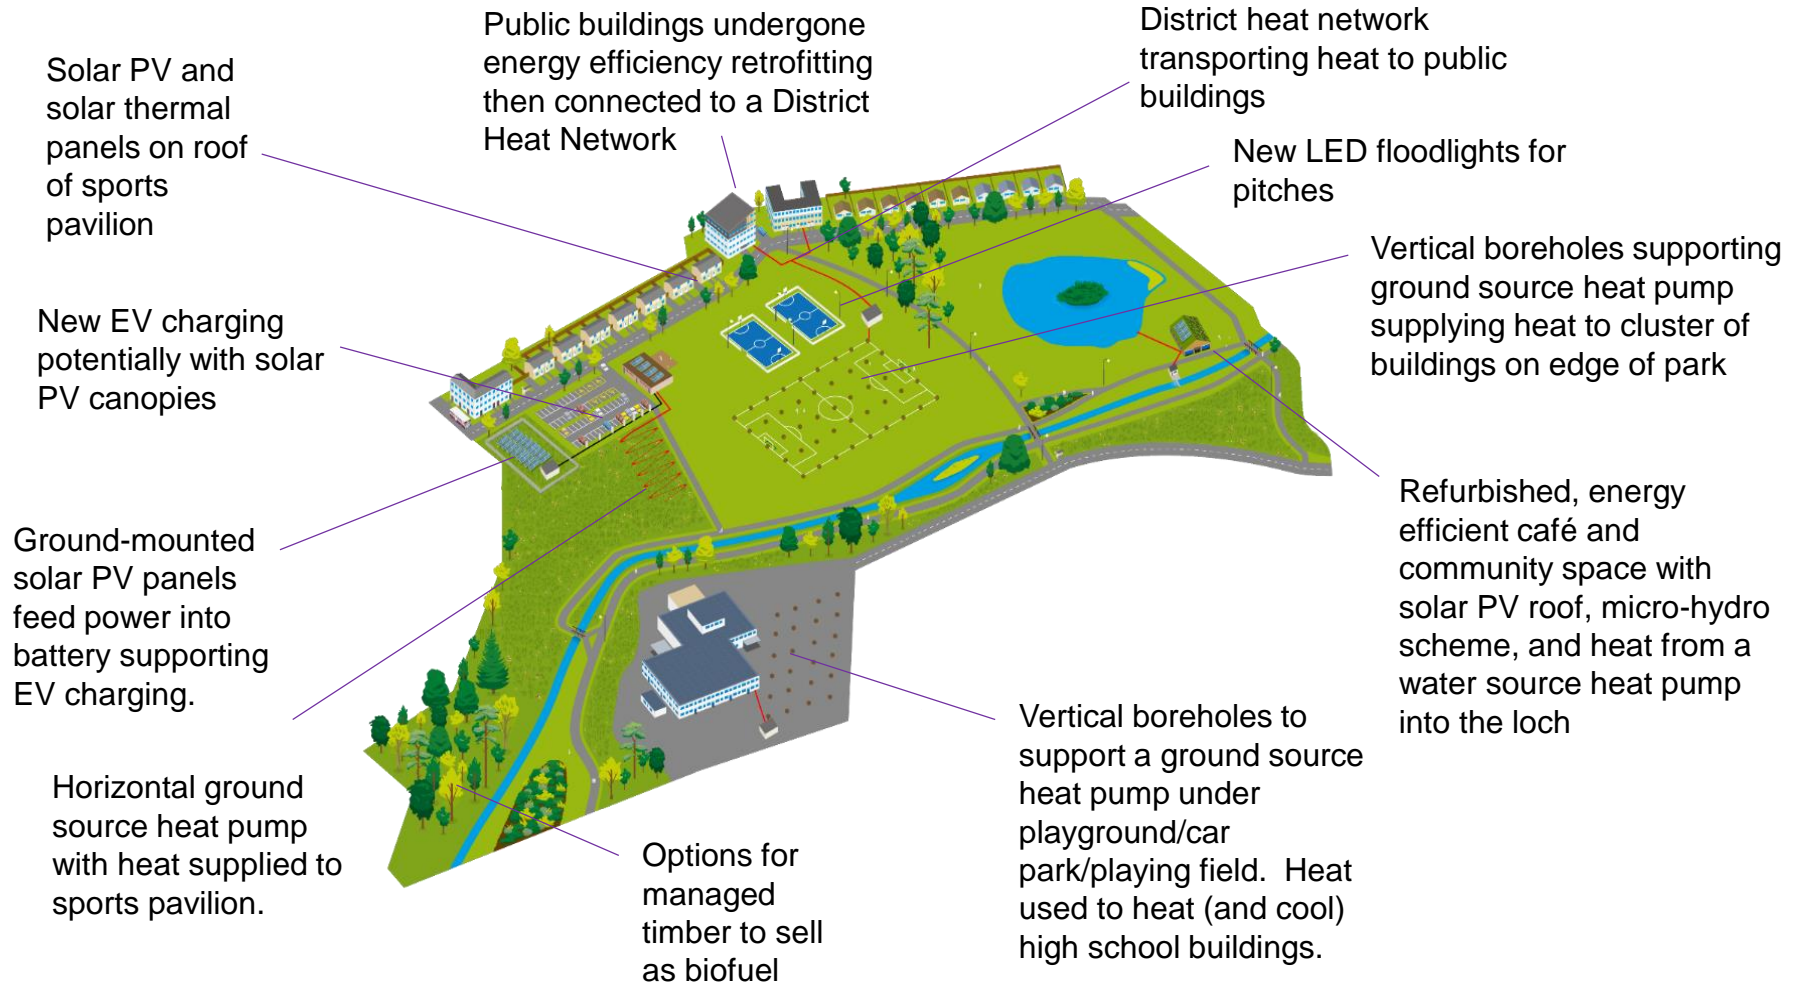 Solar PV and
solar thermal
panels on roof
of sports
pavilion
Public buildings undergone
energy efficiency retrofitting
then connected to a District
Heat Network
District heat network
transporting heat to public
buildings
New LED floodlights for
pitches
Vertical boreholes supporting
ground source heat pump
supplying heat to cluster of
buildings on edge of park
New EV charging
potentially with solar
PV canopies
Refurbished, energy
efficient café and
community space with
solar PV roof, micro-hydro
scheme, and heat from a
water source heat pump
into the loch
Ground-mounted
solar PV panels
feed power into
battery supporting
EV charging.
Vertical boreholes to
support a ground source
heat pump under
playground/car
park/playing field.  Heat
used to heat (and cool)
high school buildings.
Horizontal ground
source heat pump
with heat supplied to
sports pavilion.
Options for
managed
timber to sell
as biofuel